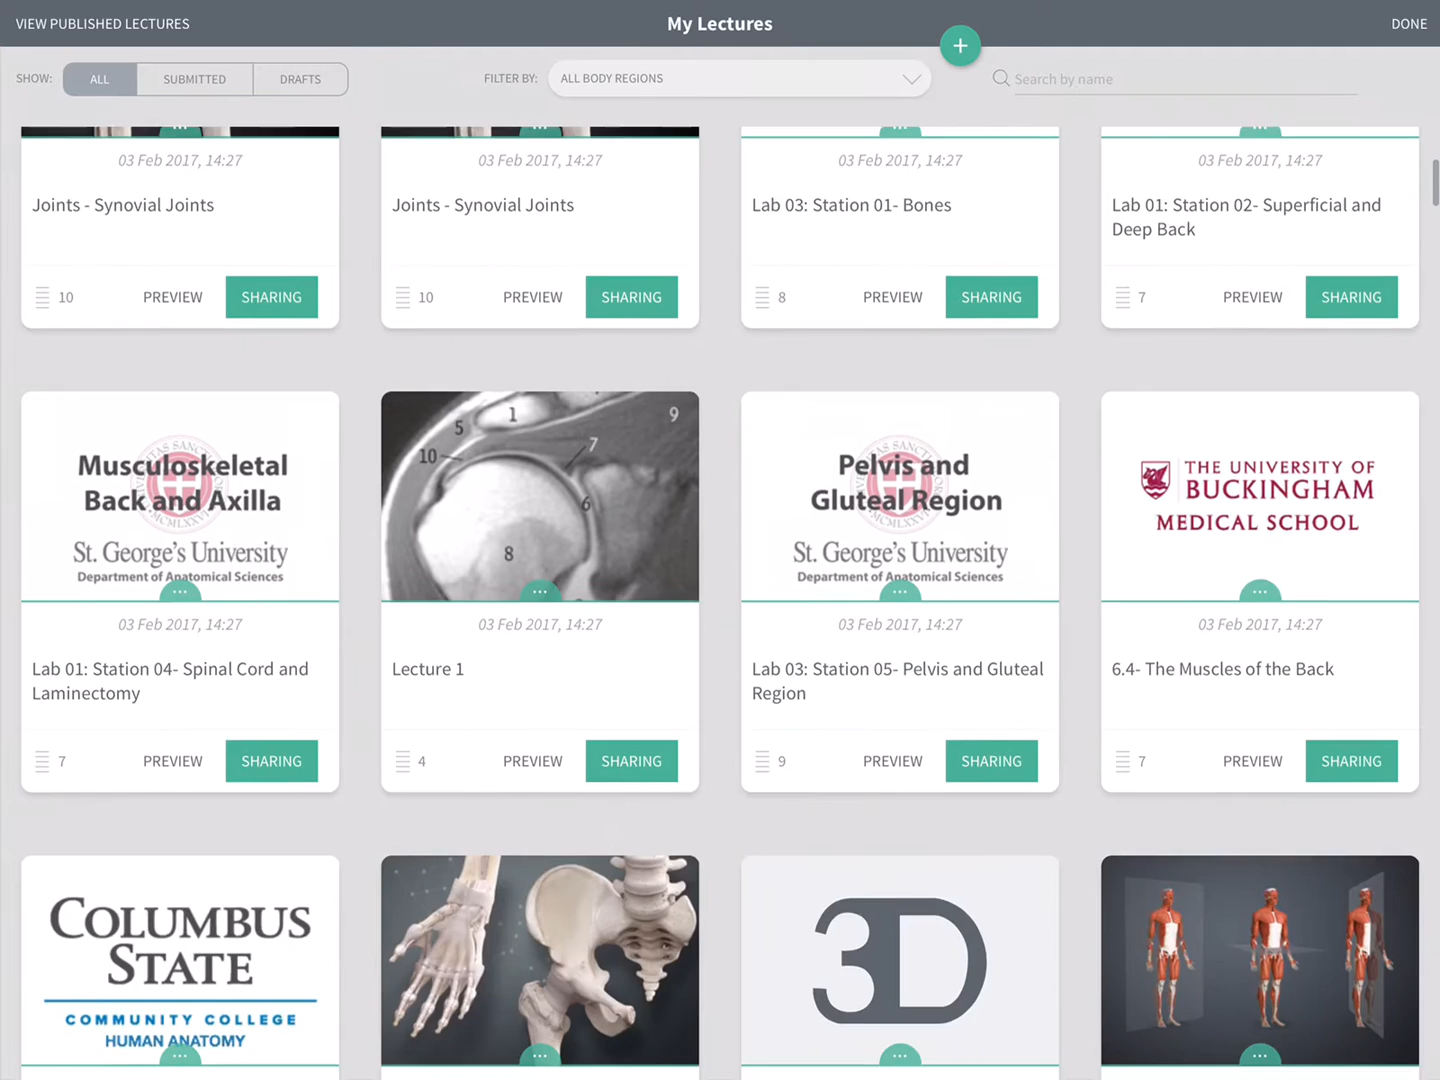 VIEW PUBLISHED LECTURES
My Lectures
DONE
+
SHOW:
ALL
SUBMITTED
DRAFTS
FILTER BY:
ALL BODY REGIONS
Search by name
03 Feb 2017, 14:27
Joints - Synovial Joints
10
PREVIEW
SHARING
03 Feb 2017, 14:27
Joints - Synovial Joints
10
PREVIEW
SHARING
03 Feb 2017, 14:27
Lab 03: Station 01- Bones
8
PREVIEW
SHARING
03 Feb 2017, 14:27
Lab 01: Station 02- Superficial and
Deep Back
7
PREVIEW
SHARING
Musculoskeletal
Back and Axilla
MCMLXXVI
St. George's University
Department of Anatomical Sciences
03 Feb 2017, 14:27
Lab 01: Station 04- Spinal Cord and
Laminectomy
7
PREVIEW
SHARING
1
9
5
7
10
6
8
03 Feb 2017, 14:27
Lecture 1
4
PREVIEW
SHARING
Pelvis and
Gluteal Region
MCMLXXVI
St. George's University
Department of Anatomical Sciences
03 Feb 2017, 14:27
Lab 03: Station 05- Pelvis and Gluteal
Region
9
PREVIEW
SHARING
THE UNIVERSITY OF
BUCKINGHAM
MEDICAL SCHOOL
03 Feb 2017, 14:27
6.4- The Muscles of the Back
7
PREVIEW
SHARING
COLUMBUS
STATE
COMMUNITY COLLEGE
HUMAN ANATOMY
3D